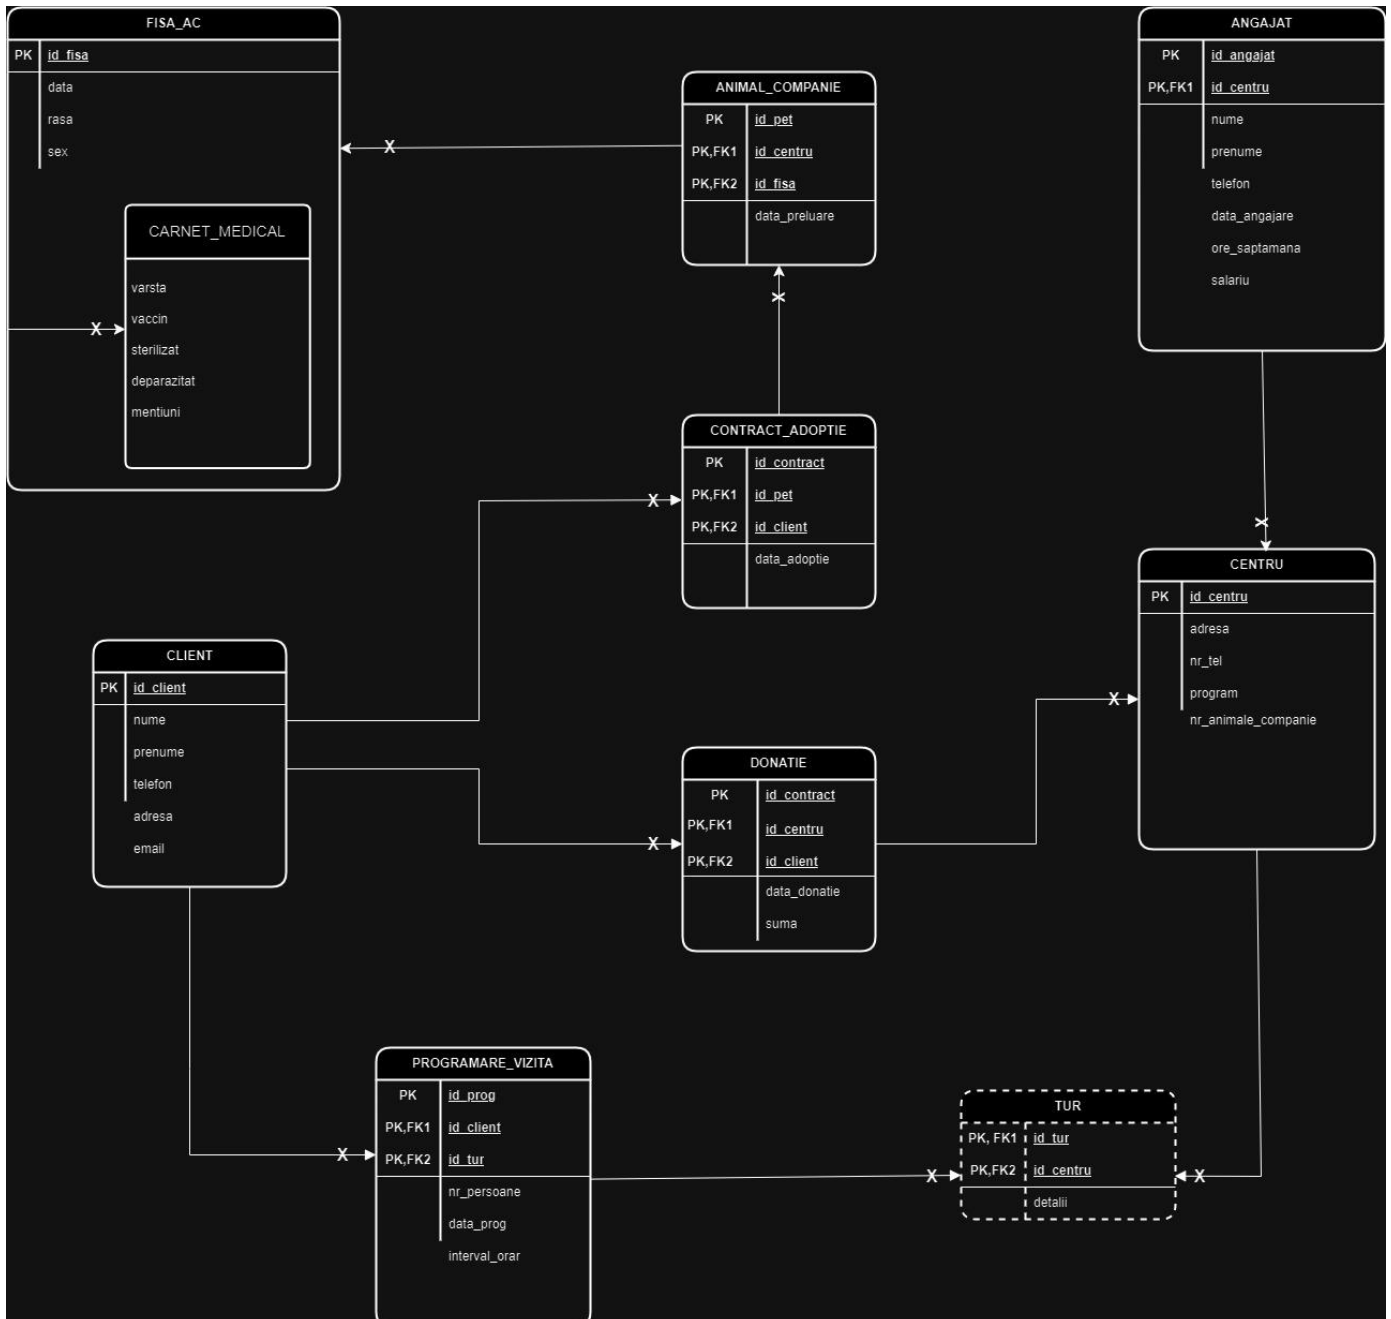 FISA_AC
PK id_fisa
data
rasa
sex
CARNET_MEDICAL
varsta
vaccin
sterilizat
deparazitat
mentiuni
X
X
ANIMAL_COMPANIE
PK id_pet
PK,FK1 id_centru
PK,FK2 id_fisa
data_preluare
X
ANGAJAT
PK id_angajat
PK,FK1 id_centru
nume
prenume
telefon
data_angajare
ore_saptamana
salariu
X
CONTRACT_ADOPTIE
PK id_contract
PK,FK1 id_pet
PK,FK2 id_client
data_adoptie
X
CENTRU
PK id_centru
adresa
nr_tel
program
nr_animale_companie
X
CLIENT
PK id_client
nume
prenume
telefon
adresa
email
DONATIE
PK id_contract
PK,FK1 id_centru
PK,FK2 id_client
data_donatie
suma
X
PROGRAMARE_VIZITA
PK id_prog
PK,FK1 id_client
PK,FK2 id_tur
nr_persoane
data_prog
interval_orar
X
TUR
PK, FK1 id_tur
PK,FK2 id_centru
detalii
X
X